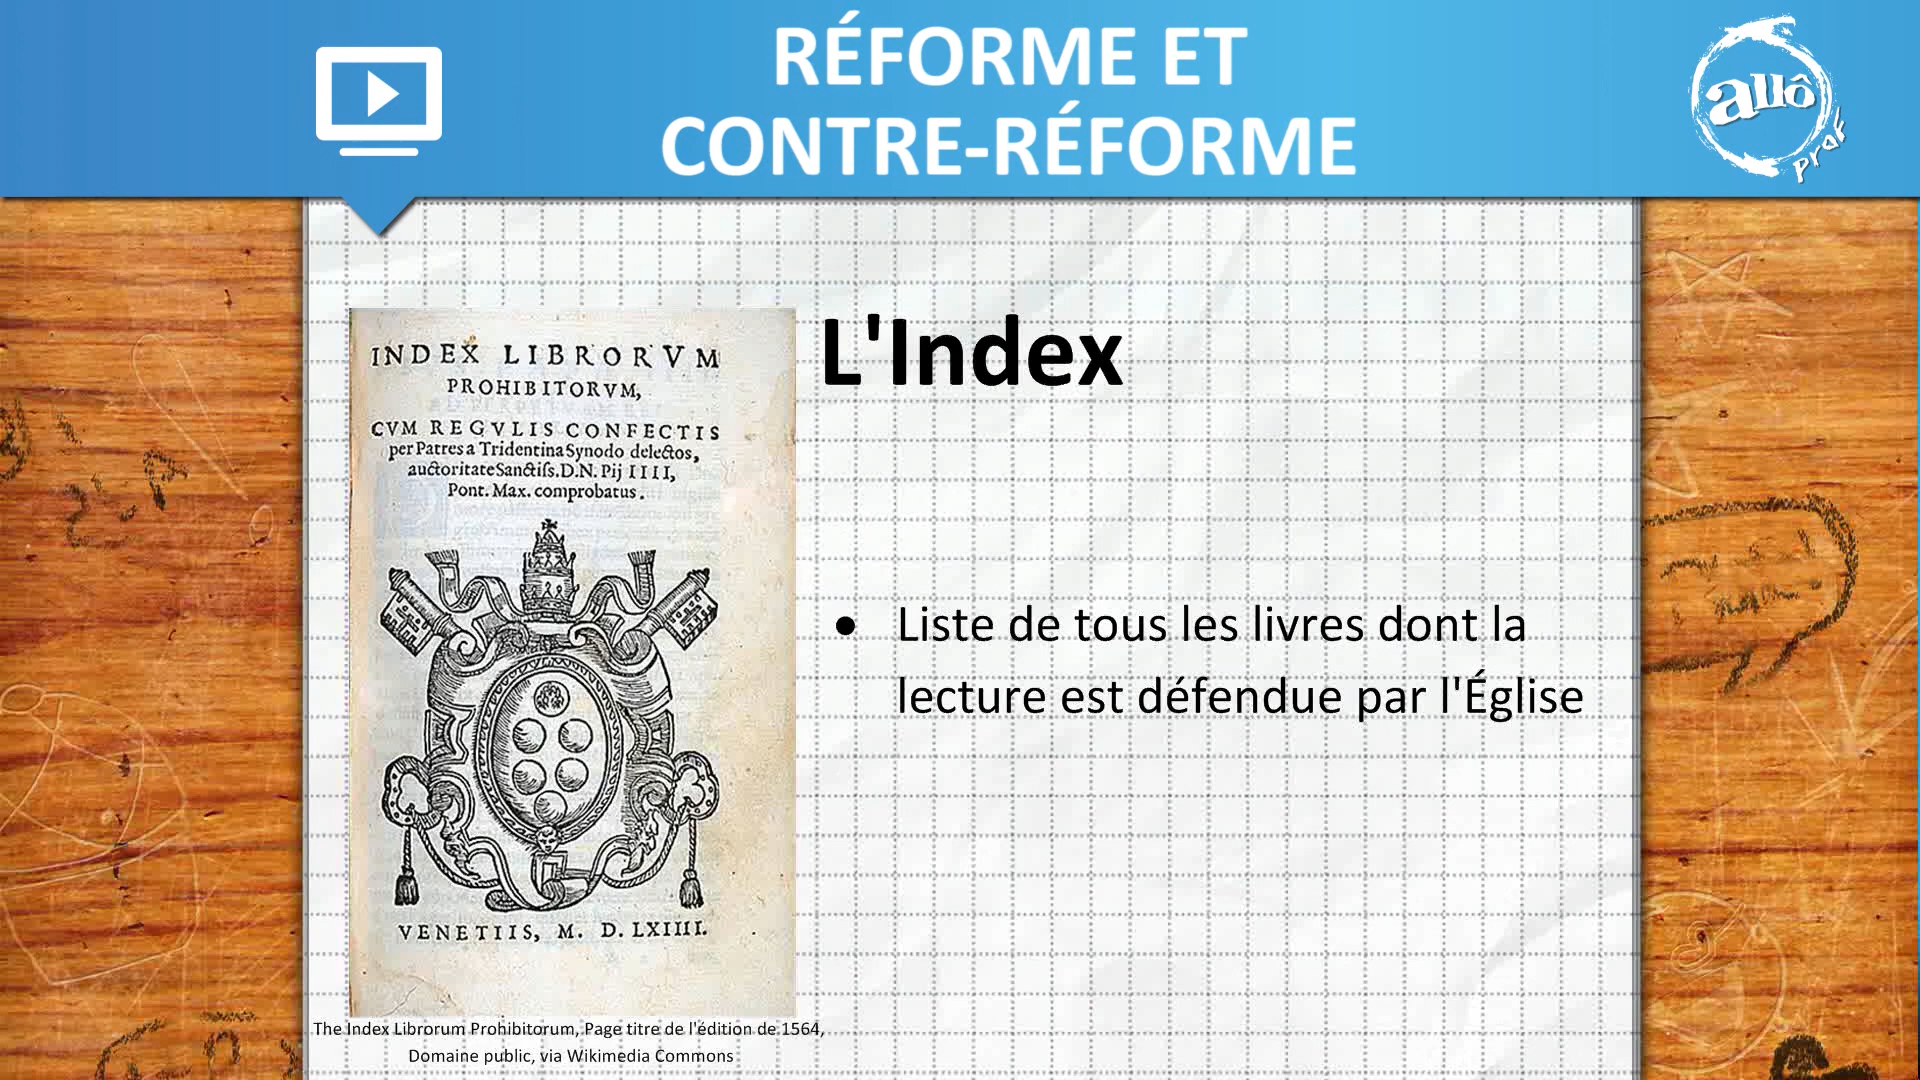 RÉFORME ET
CONTRE-RÉFORME
allô
prof
L'Index
INDEX LIBRORVM
PROHIBITORVM,
CVM REGVLIS CONFECTIS
per Patres a Tridentina Synodo delectos,
auctoritate Sanctiſs. D.N. Pij IIII,
Pont. Max. comprobatus.
VENETIIS, M. D. LXIIII.
• Liste de tous les livres dont la
lecture est défendue par l'Église
The Index Librorum Prohibitorum, Page titre de l'édition de 1564,
Domaine public, via Wikimedia Commons